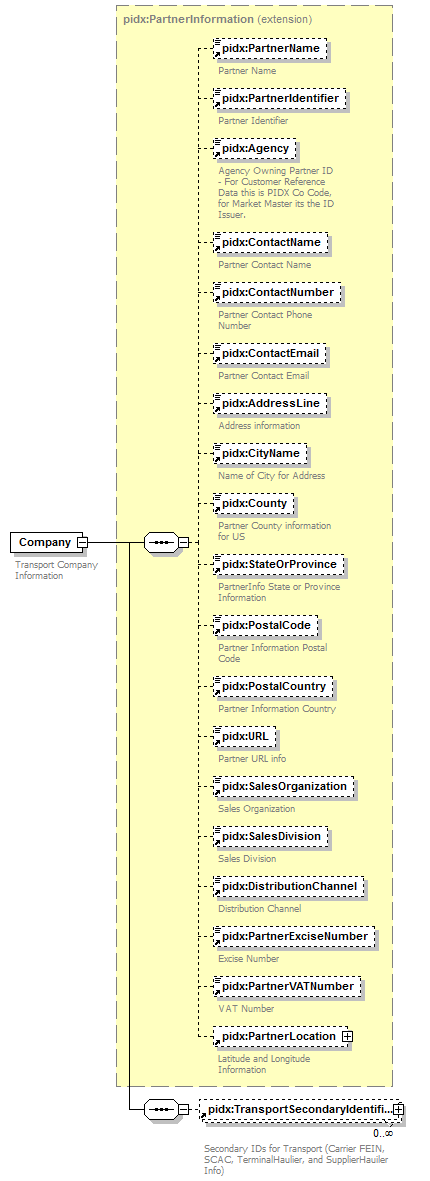 pidx:PartnerInformation (extension)
pidx:PartnerName
Partner Name
pidx:PartnerIdentifier
Partner Identifier
pidx:Agency
Agency Owning Partner ID
- For Customer Reference
Data this is PIDX Co Code,
for Market Master its the ID
Issuer.
pidx:ContactName
Partner Contact Name
pidx:ContactNumber
Partner Contact Phone
Number
pidx:ContactEmail
Partner Contact Email
pidx:AddressLine
Address information
pidx:CityName
Name of City for Address
pidx:County
Partner County information
for US
Company
Transport Company
Information
pidx:StateOrProvince
PartnerInfo State or Province
Information
pidx:PostalCode
Partner Information Postal
Code
pidx:PostalCountry
Partner Information Country
pidx:URL
Partner URL info
pidx:SalesOrganization
Sales Organization
pidx:SalesDivision
Sales Division
pidx:DistributionChannel
Distribution Channel
pidx:PartnerExciseNumber
Excise Number
pidx:PartnerVATNumber
VAT Number
pidx:PartnerLocation
Latitude and Longitude
Information
pidx:TransportSecondaryIdentifi...
0..∞
Secondary IDs for Transport (Carrier FEIN,
SCAC, TerminalHaulier, and SupplierHauiler
Info)